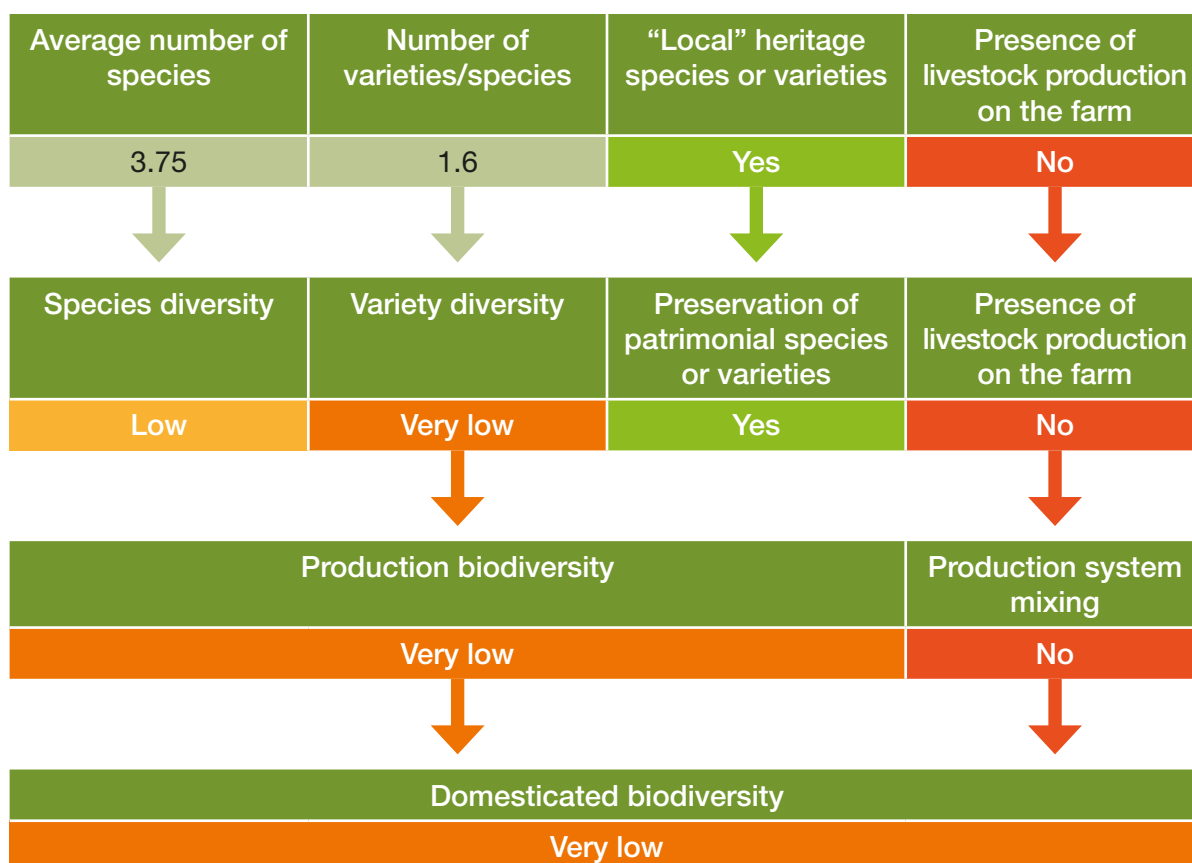 Average number of
species
Number of
varieties/species
“Local” heritage
species or varieties
Presence of
livestock production
on the farm
3.75
1.6
Yes
No
Species diversity
Variety diversity
Preservation of
patrimonial species
or varieties
Presence of
livestock production
on the farm
Low
Very low
Yes
No
Production biodiversity
Production system
mixing
Very low
No
Domesticated biodiversity
Very low